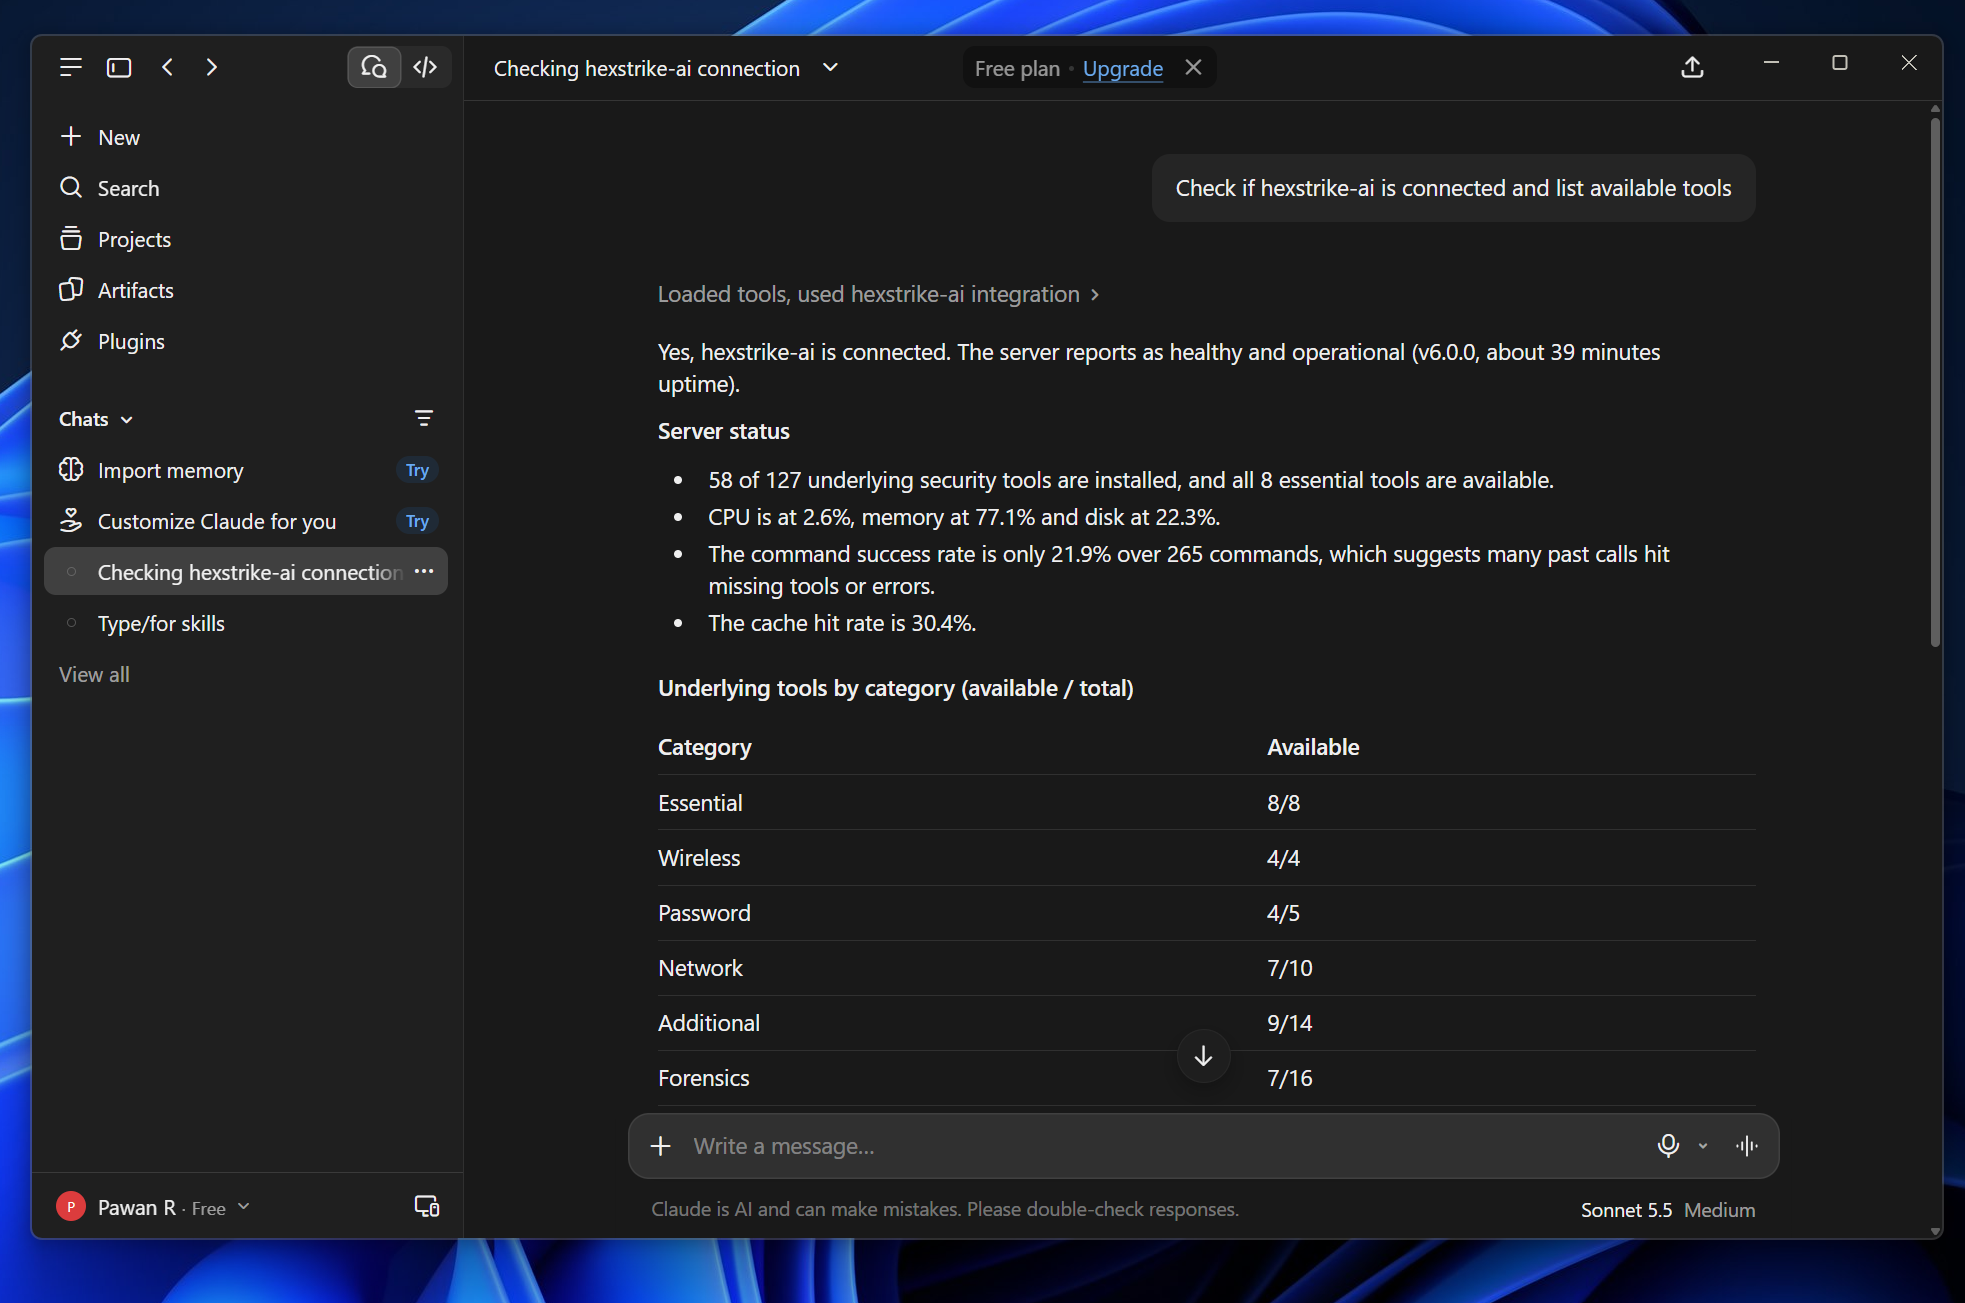 Checking hexstrike-ai connection
Free plan · Upgrade
New
Search
Projects
Artifacts
Plugins
Chats
Import memory Try
Customize Claude for you Try
Checking hexstrike-ai connection
Type/for skills
View all
Pawan R · Free
P
Check if hexstrike-ai is connected and list available tools
Loaded tools, used hexstrike-ai integration
Yes, hexstrike-ai is connected. The server reports as healthy and operational (v6.0.0, about 39 minutes
uptime).
Server status
• 58 of 127 underlying security tools are installed, and all 8 essential tools are available.
• CPU is at 2.6%, memory at 77.1% and disk at 22.3%.
• The command success rate is only 21.9% over 265 commands, which suggests many past calls hit
missing tools or errors.
• The cache hit rate is 30.4%.
Underlying tools by category (available / total)
Category Available
Essential 8/8
Wireless 4/4
Password 4/5
Network 7/10
Additional 9/14
Forensics 7/16
Write a message...
Claude is AI and can make mistakes. Please double-check responses.
Sonnet 5.5 Medium